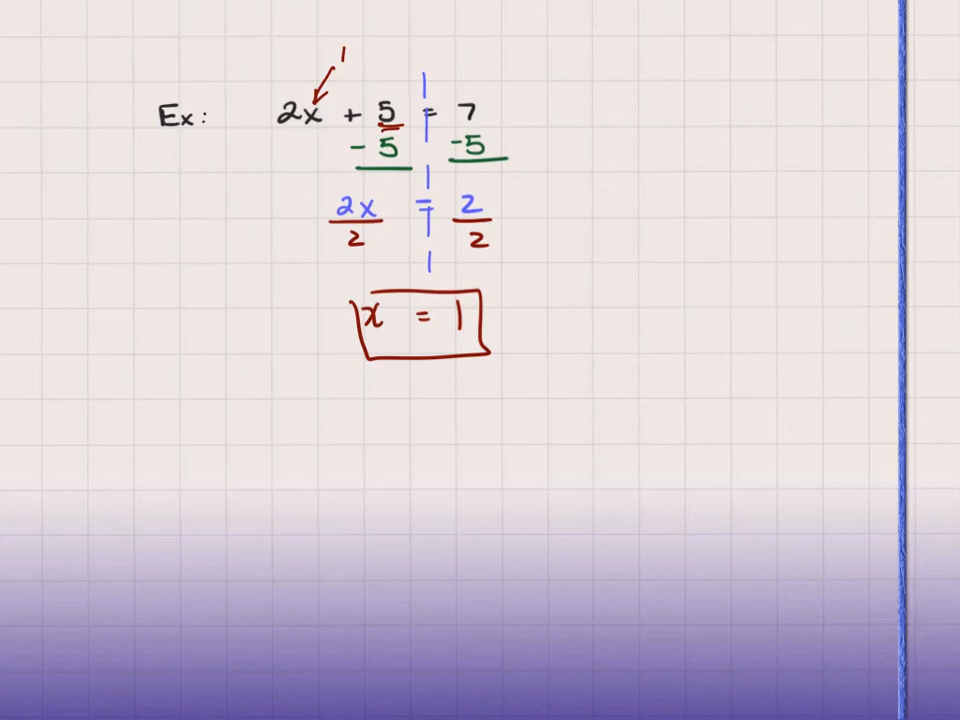 1
Ex: 2x + 5 = 7
- 5 -5
2x = 2
2 2
x = 1